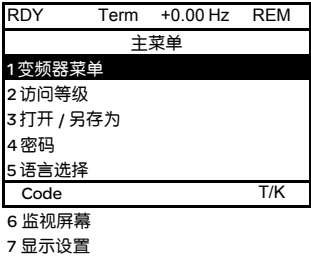 RDY Term +0.00 Hz REM
主菜单
1 变频器菜单
2 访问等级
3 打开 / 另存为
4 密码
5 语言选择
Code T/K
6 监视屏幕
7 显示设置